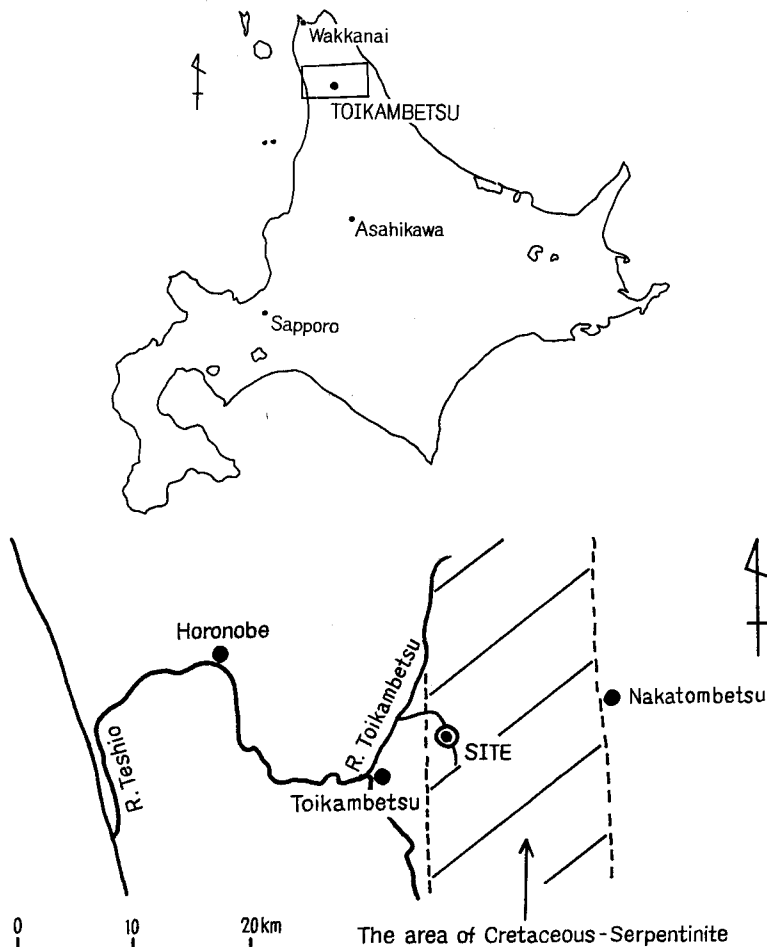 Wakkanai
TOIKAMBETSU
Asahikawa
Sapporo
Horonobe
R. Toikambetsu
Nakatombetsu
SITE
R. Teshio
Toikambetsu
0 10 20km
The area of Cretaceous-Serpentinite